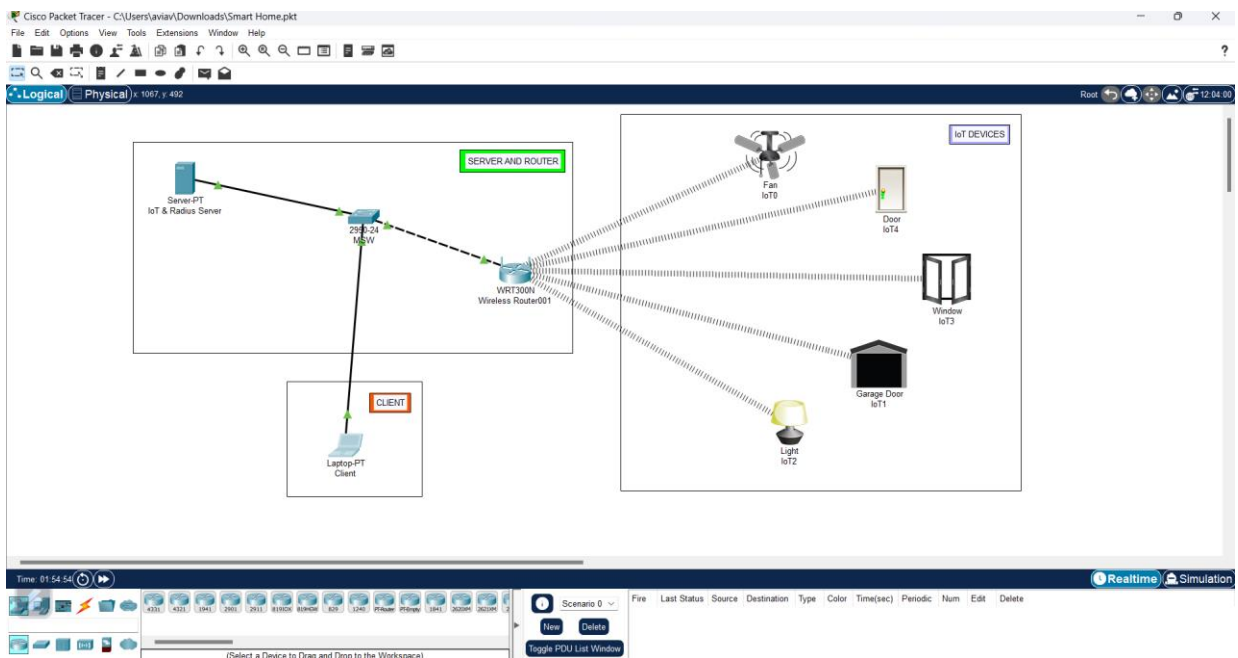 Cisco Packet Tracer - C:\Users\aviav\Downloads\Smart Home.pkt
File Edit Options View Tools Extensions Window Help
?
Logical Physical x: 1067, y: 492
Root 12:04:00
SERVER AND ROUTER
Server-PT
IoT & Radius Server
2950-24
MSW
WRT300N
Wireless Router001
CLIENT
Laptop-PT
Client
IoT DEVICES
Fan
IoT0
Door
IoT4
Window
IoT3
Garage Door
IoT1
Light
IoT2
Time: 01:54:54
Realtime Simulation
4331 4321 1941 2901 2911 819IOX 819HGW 829 1240 PT-Router PT-Empty 1841 2620XM 2621XM
(Select a Device to Drag and Drop to the Workspace)
Scenario 0
New Delete
Toggle PDU List Window
Fire Last Status Source Destination Type Color Time(sec) Periodic Num Edit Delete